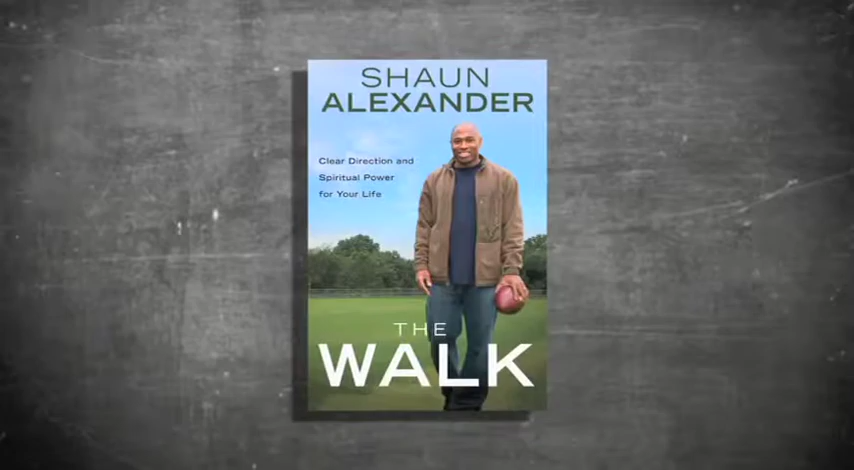 SHAUN
ALEXANDER
Clear Direction and
Spiritual Power
for Your Life
THE
WALK